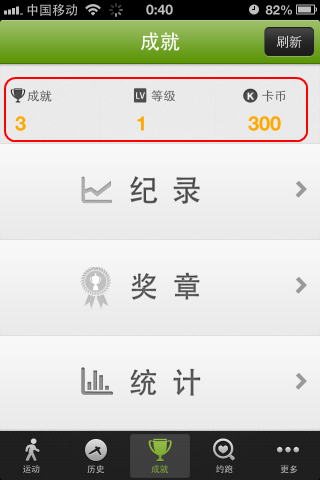 中国移动 0:40 82%
成就 刷新
成就 LV 等级 K 卡币
3 1 300
纪录
奖章
统计
运动 历史 成就 约跑 更多